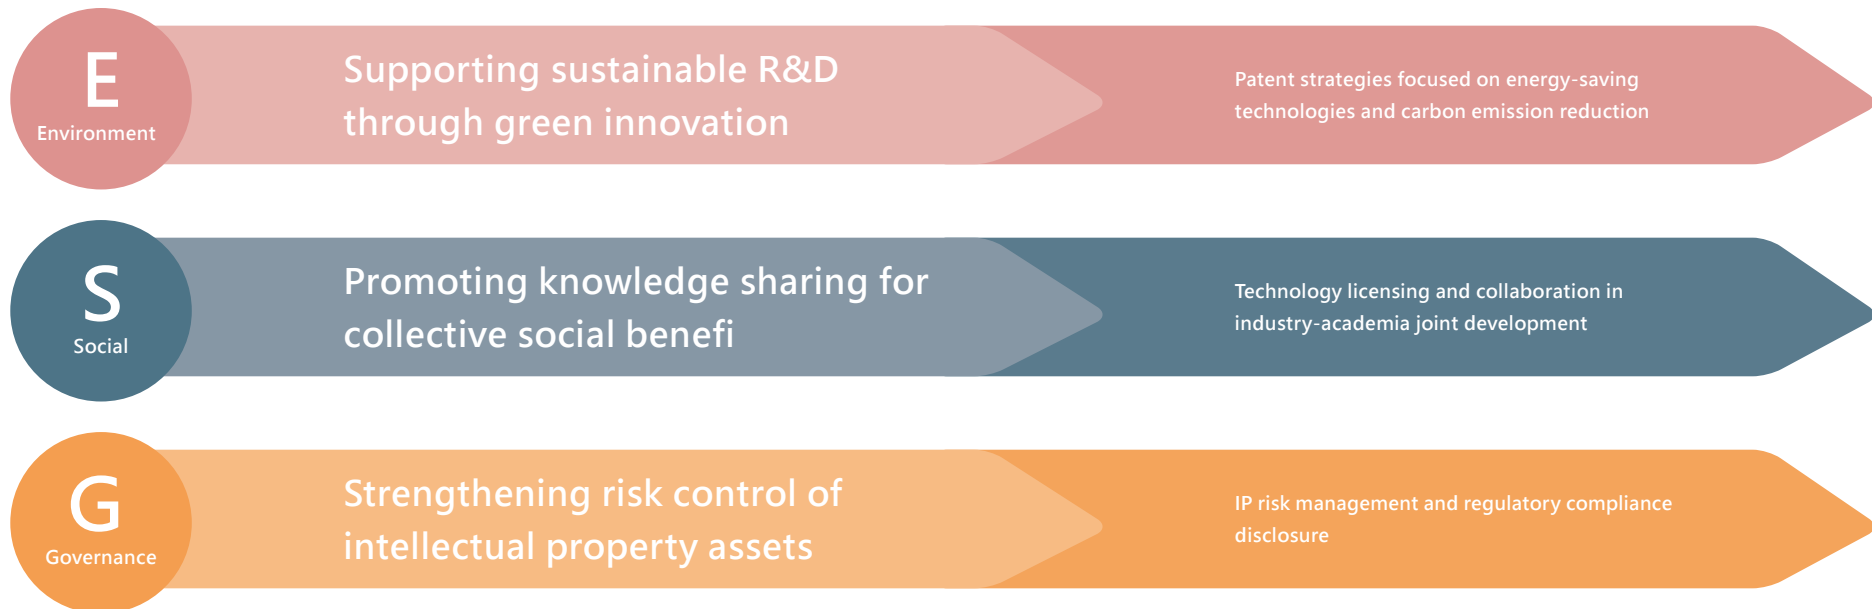 E
Environment
Supporting sustainable R&D
through green innovation
Patent strategies focused on energy-saving
technologies and carbon emission reduction
S
Social
Promoting knowledge sharing for
collective social benefi
Technology licensing and collaboration in
industry-academia joint development
G
Governance
Strengthening risk control of
intellectual property assets
IP risk management and regulatory compliance
disclosure